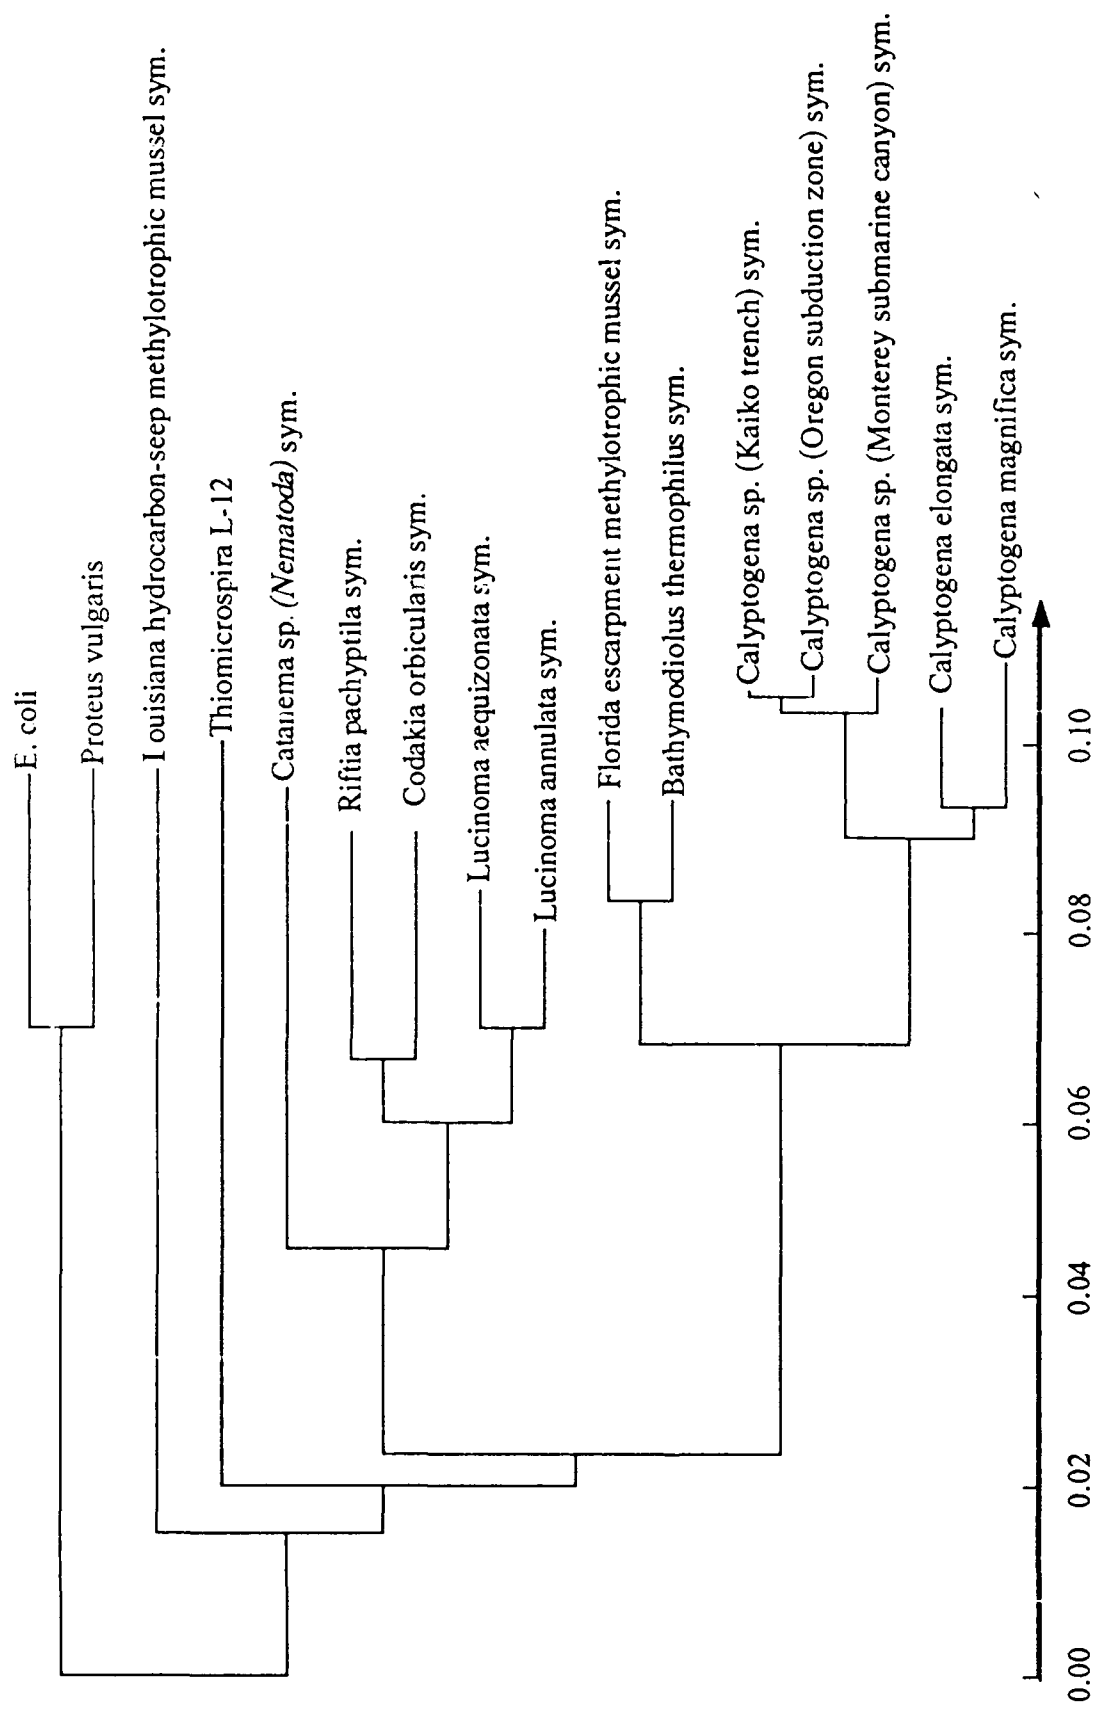 E. coli
Proteus vulgaris
Louisiana hydrocarbon-seep methylotrophic mussel sym.
Thiomicrospira L-12
Catanema sp. (Nematoda) sym.
Riftia pachyptila sym.
Codakia orbicularis sym.
Lucinoma aequizonata sym.
Lucinoma annulata sym.
Florida escarpment methylotrophic mussel sym.
Bathymodiolus thermophilus sym.
Calyptogena sp. (Kaiko trench) sym.
Calyptogena sp. (Oregon subduction zone) sym.
Calyptogena sp. (Monterey submarine canyon) sym.
Calyptogena elongata sym.
Calyptogena magnifica sym.
0.00 0.02 0.04 0.06 0.08 0.10